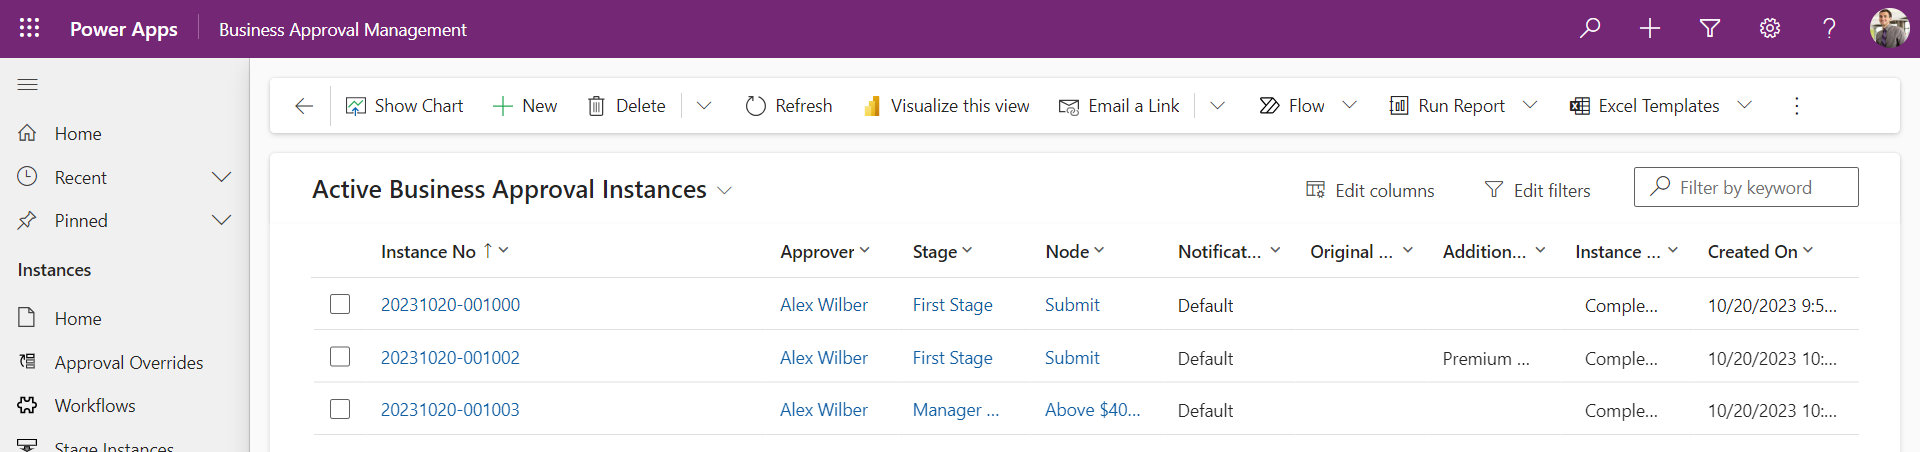 Power Apps Business Approval Management
Home
Recent
Pinned
Instances
Home
Approval Overrides
Workflows
Stage Instances
Show Chart New Delete Refresh Visualize this view Email a Link Flow Run Report Excel Templates
Active Business Approval Instances Edit columns Edit filters Filter by keyword
Instance No ↑ Approver Stage Node Notificat... Original ... Addition... Instance ... Created On
20231020-001000 Alex Wilber First Stage Submit Default Comple... 10/20/2023 9:5...
20231020-001002 Alex Wilber First Stage Submit Default Premium ... Comple... 10/20/2023 10:...
20231020-001003 Alex Wilber Manager ... Above $40... Default Comple... 10/20/2023 10:...